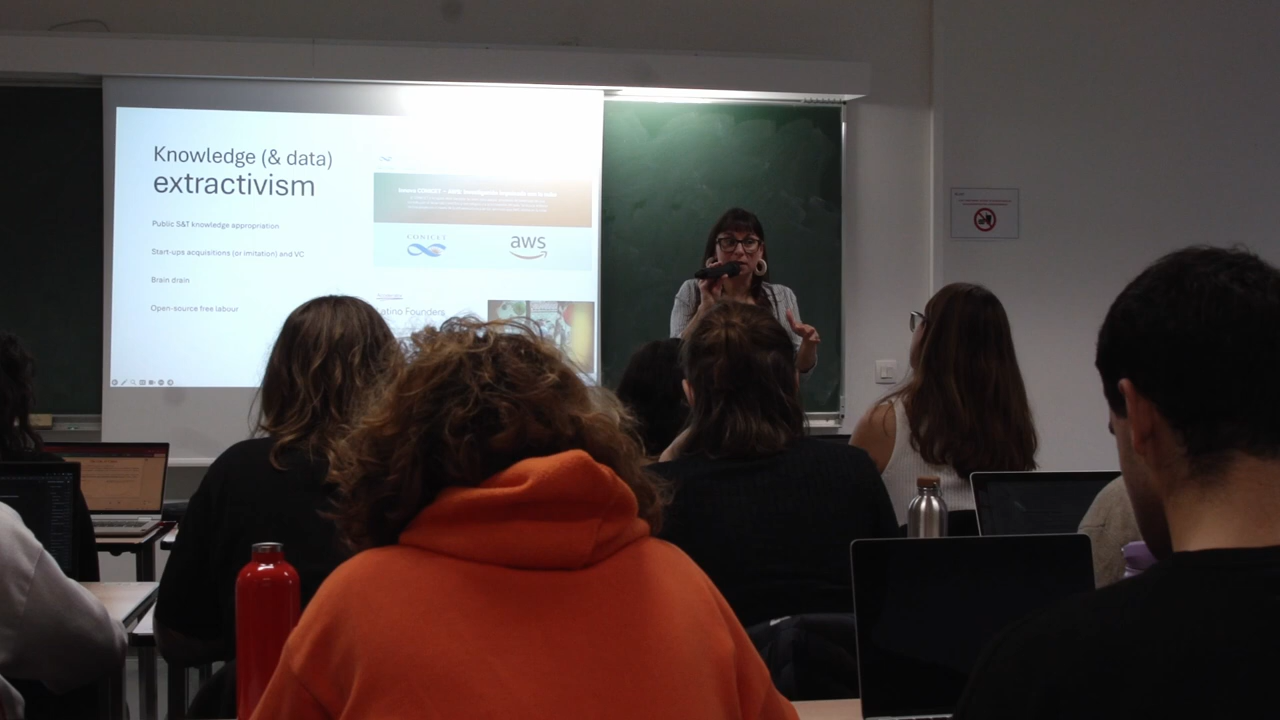 Knowledge (& data)
extractivism
Public S&T knowledge appropriation
Start-ups acquisitions (or imitation) and VC
Brain drain
Open-source free labour
CONICET
aws
Latino Founders